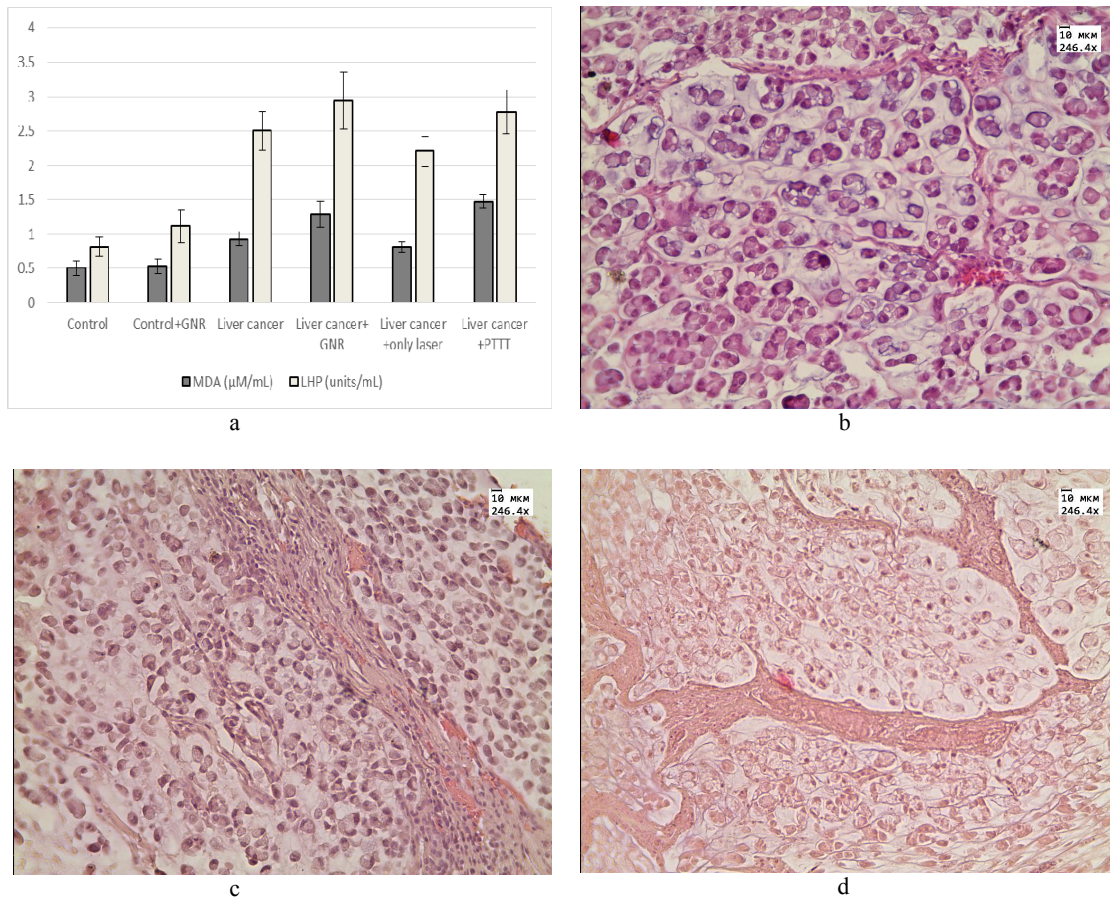 4
3.5
3
2.5
2
1.5
1
0.5
0
Control
Control+GNR
Liver cancer
Liver cancer+
GNR
Liver cancer
+only laser
Liver cancer
+PTTT
MDA (µM/mL)
LHP (units/mL)
a
10 мкм
246.4x
b
10 мкм
246.4x
c
10 мкм
246.4x
d